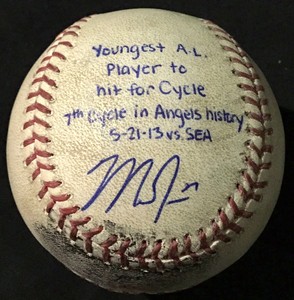 Youngest A.L.
Player to
hit for Cycle
7th Cycle in Angels history
5-21-13 vs. SEA